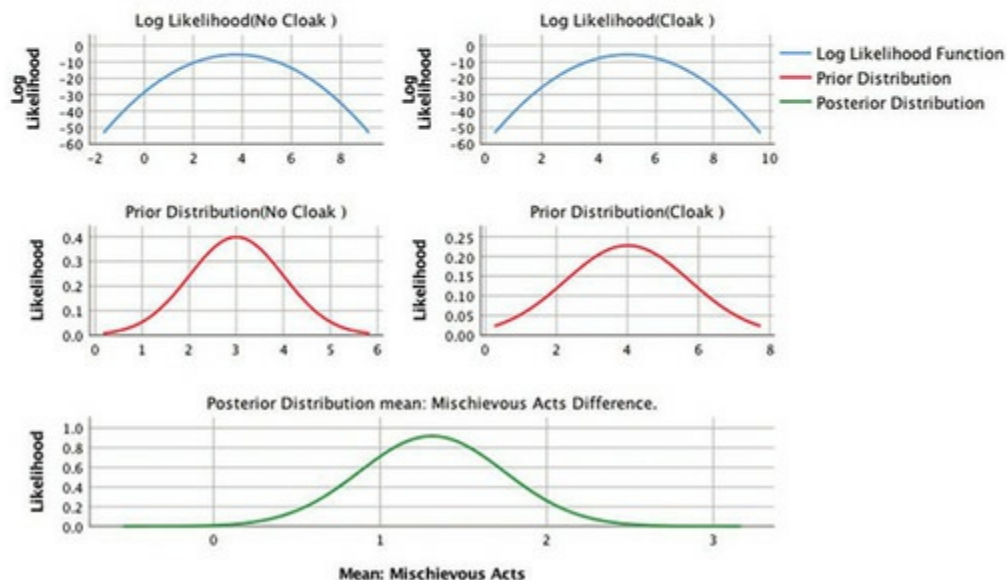 Log Likelihood(No Cloak )
Log Likelihood(Cloak )
Log Likelihood
0
-10
-20
-30
-40
-50
-60
-2 0 2 4 6 8
Log Likelihood
0
-10
-20
-30
-40
-50
-60
0 2 4 6 8 10
Log Likelihood Function
Prior Distribution
Posterior Distribution
Prior Distribution(No Cloak )
Prior Distribution(Cloak )
Likelihood
0.4
0.3
0.2
0.1
0.0
0 1 2 3 4 5 6
Likelihood
0.25
0.20
0.15
0.10
0.05
0.00
0 2 4 6 8
Posterior Distribution mean: Mischievous Acts Difference.
Likelihood
1.0
0.8
0.6
0.4
0.2
0.0
0 1 2 3
Mean: Mischievous Acts